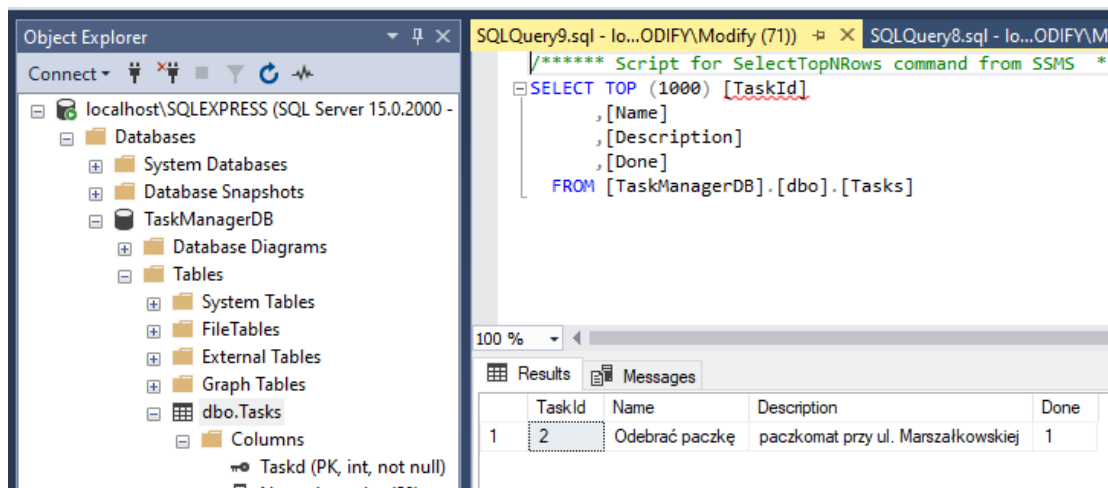 Object Explorer
Connect
localhost\SQLEXPRESS (SQL Server 15.0.2000 -
Databases
System Databases
Database Snapshots
TaskManagerDB
Database Diagrams
Tables
System Tables
FileTables
External Tables
Graph Tables
dbo.Tasks
Columns
Taskd (PK, int, not null)
SQLQuery9.sql - lo...ODIFY\Modify (71)) SQLQuery8.sql - lo...ODIFY\M
/****** Script for SelectTopNRows command from SSMS *
SELECT TOP (1000) [TaskId]
,[Name]
,[Description]
,[Done]
FROM [TaskManagerDB].[dbo].[Tasks]
100 %
Results Messages
TaskId Name Description Done
1 2 Odebrać paczkę paczkomat przy ul. Marszałkowskiej 1